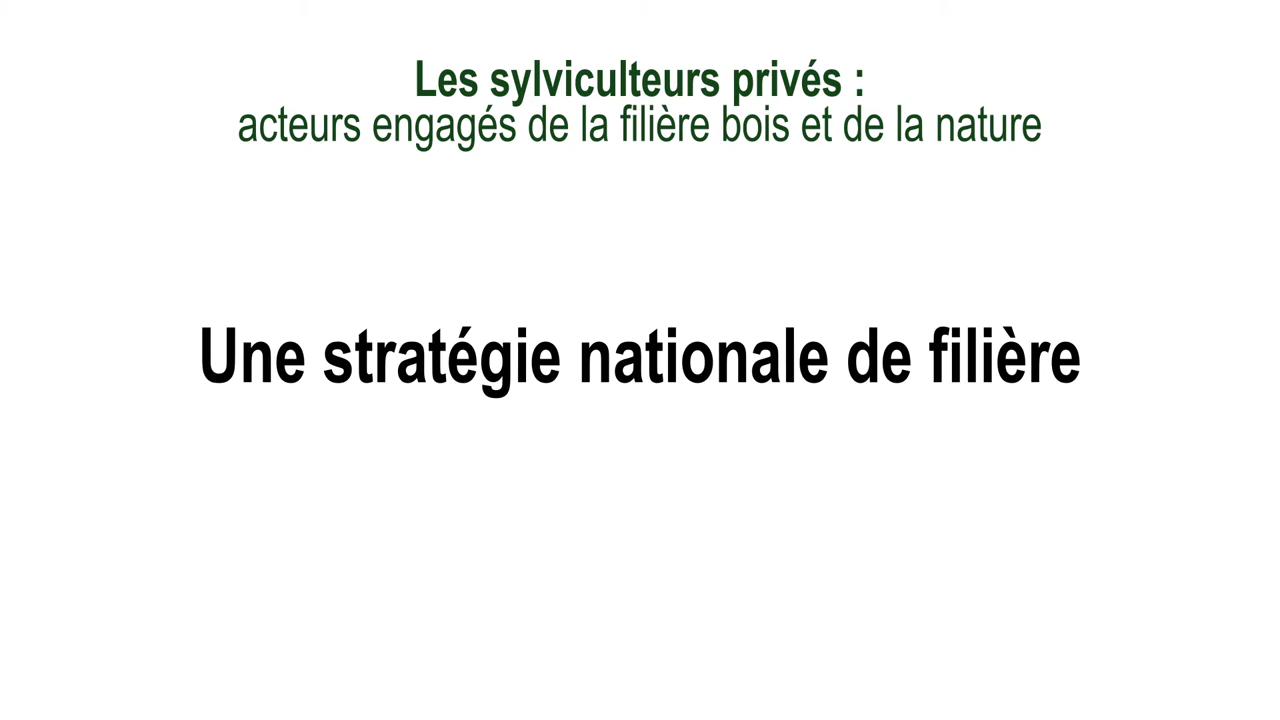 Les sylviculteurs privés :
acteurs engagés de la filière bois et de la nature
Une stratégie nationale de filière